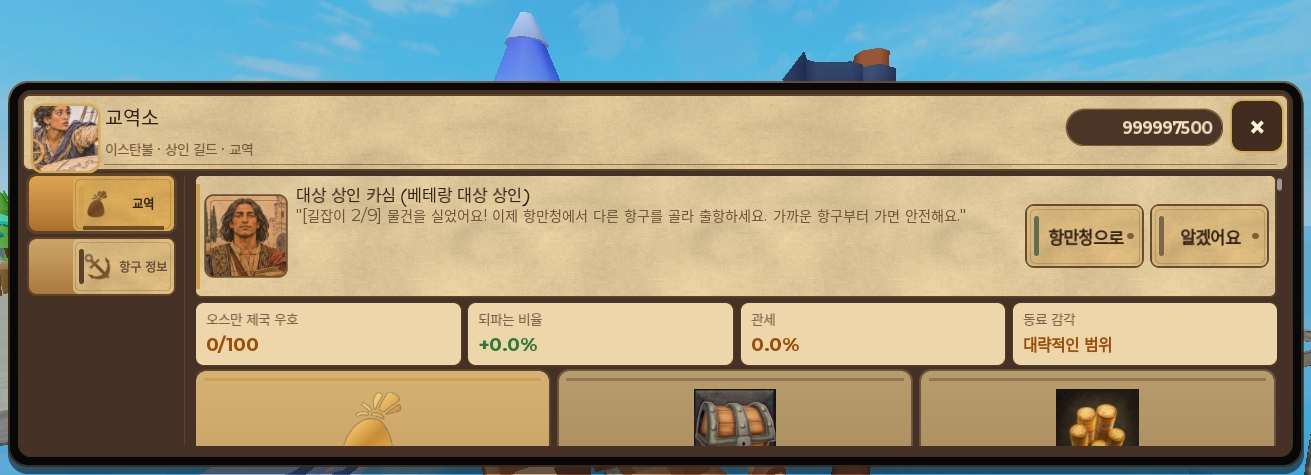 교역소
이스탄불 · 상인 길드 · 교역
999997500
교역
항구 정보
대상 상인 카심 (베테랑 대상 상인)
"[길잡이 2/9] 물건을 실었어요! 이제 항만청에서 다른 항구를 골라 출항하세요. 가까운 항구부터 가면 안전해요."
항만청으로
알겠어요
오스만 제국 우호
0/100
되파는 비율
+0.0%
관세
0.0%
동료 감각
대략적인 범위